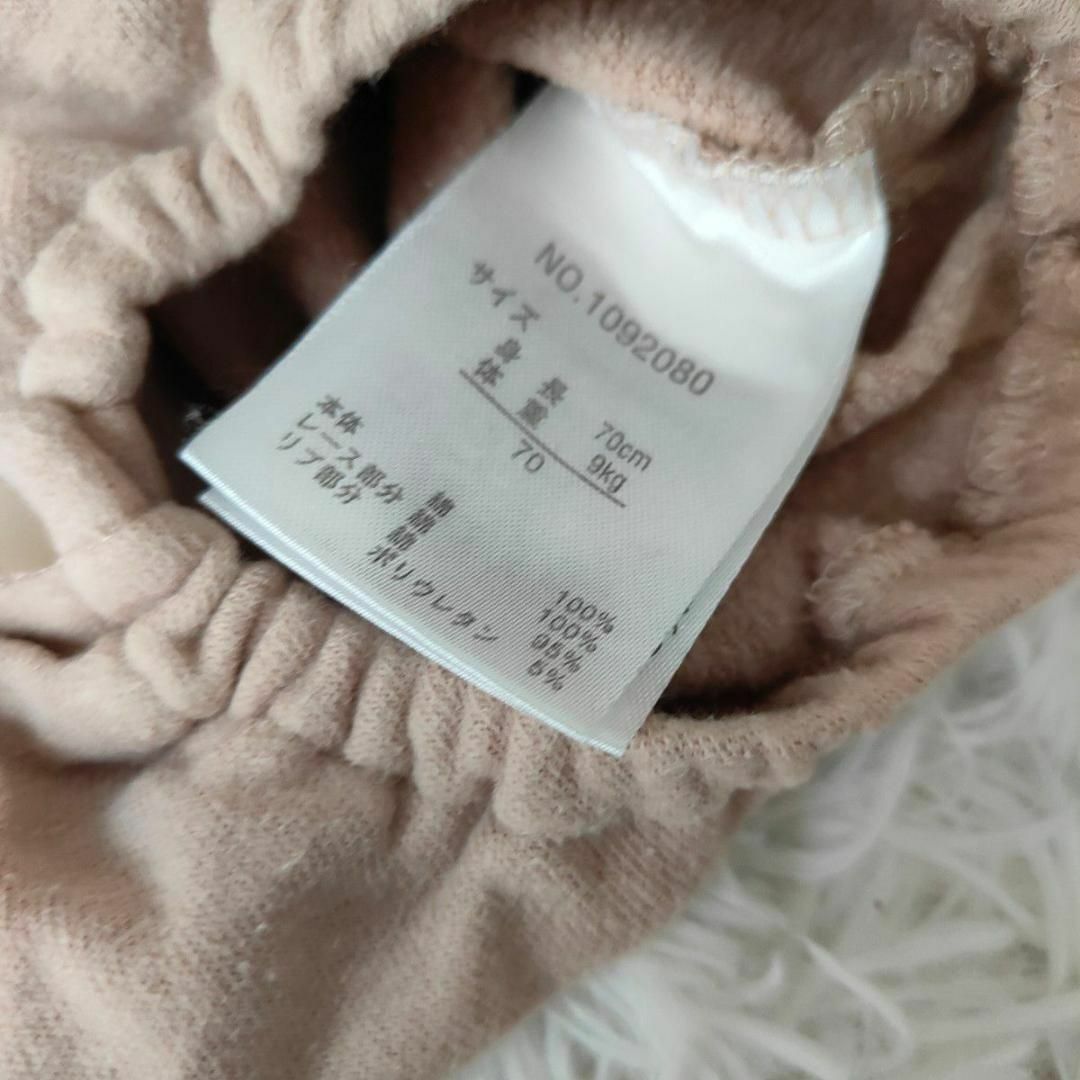 NO.1092080
サイズ 身長 70cm
体重 9kg
70
本体 綿 100%
レース部分 綿 100%
リブ部分 綿 95%
ポリウレタン 5%